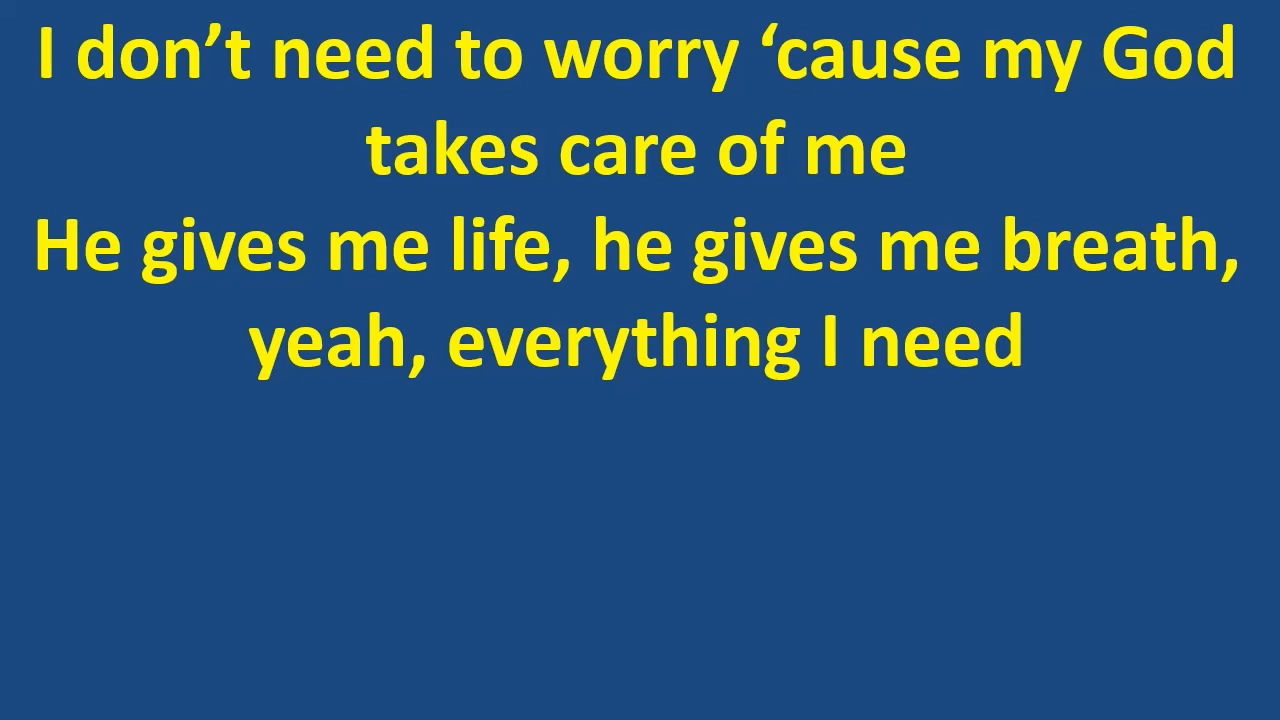 I don’t need to worry ‘cause my God
takes care of me
He gives me life, he gives me breath,
yeah, everything I need